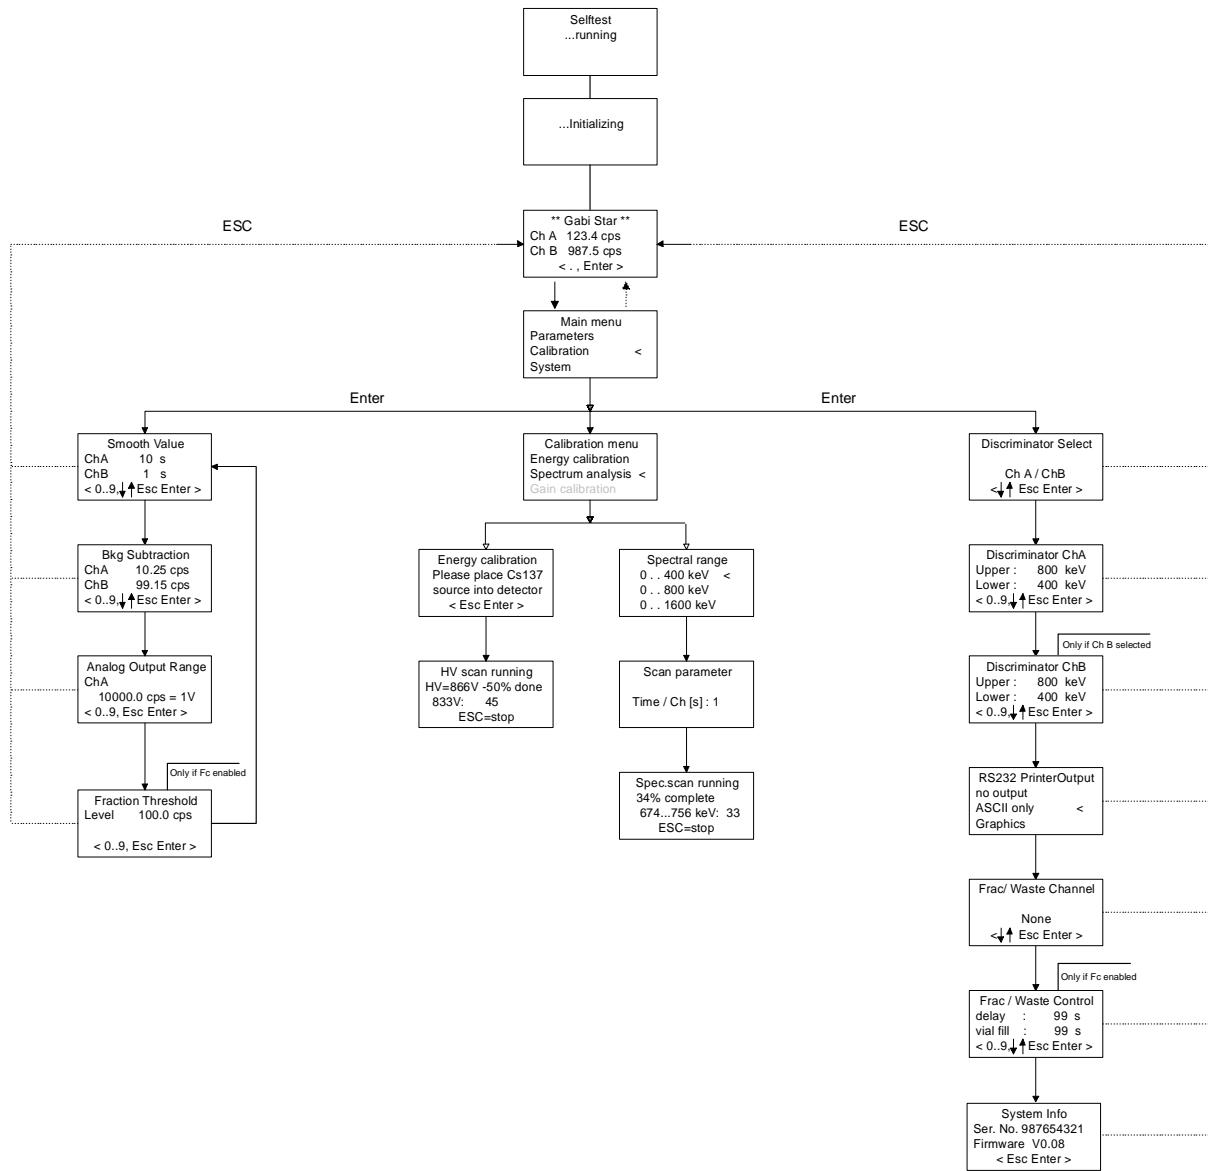 Selftest
...running
...Initializing
ESC
** Gabi Star **
Ch A 123.4 cps
Ch B 987.5 cps
< . , Enter >
ESC
Main menu
Parameters
Calibration <
System
Enter
Enter
Smooth Value
ChA 10 s
ChB 1 s
< 0..9,↓↑ Esc Enter >
Bkg Subtraction
ChA 10.25 cps
ChB 99.15 cps
< 0..9,↓↑ Esc Enter >
Analog Output Range
ChA
10000.0 cps = 1V
< 0..9, Esc Enter >
Only if Fc enabled
Fraction Threshold
Level 100.0 cps
< 0..9, Esc Enter >
Calibration menu
Energy calibration
Spectrum analysis <
Gain calibration
Energy calibration
Please place Cs137
source into detector
< Esc Enter >
HV scan running
HV=866V -50% done
833V: 45
ESC=stop
Spectral range
0 . . 400 keV <
0 . . 800 keV
0 . . 1600 keV
Scan parameter
Time / Ch [s] : 1
Spec.scan running
34% complete
674...756 keV: 33
ESC=stop
Discriminator Select
Ch A / ChB
<↓↑ Esc Enter >
Discriminator ChA
Upper : 800 keV
Lower : 400 keV
< 0..9,↓↑ Esc Enter >
Only if Ch B selected
Discriminator ChB
Upper : 800 keV
Lower : 400 keV
< 0..9,↓↑ Esc Enter >
RS232 PrinterOutput
no output
ASCII only <
Graphics
Frac/ Waste Channel
None
<↓↑ Esc Enter >
Only if Fc enabled
Frac / Waste Control
delay : 99 s
vial fill : 99 s
< 0..9,↓↑ Esc Enter >
System Info
Ser. No. 987654321
Firmware V0.08
< Esc Enter >